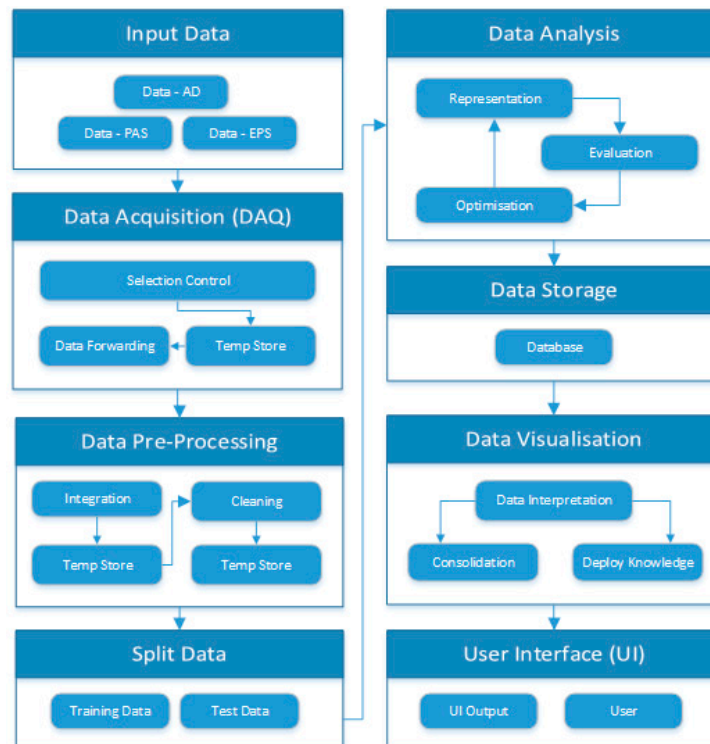 Input Data
Data - AD
Data - PAS
Data - EPS
Data Acquisition (DAQ)
Selection Control
Data Forwarding
Temp Store
Data Pre-Processing
Integration
Cleaning
Temp Store
Temp Store
Split Data
Training Data
Test Data
Data Analysis
Representation
Evaluation
Optimisation
Data Storage
Database
Data Visualisation
Data Interpretation
Consolidation
Deploy Knowledge
User Interface (UI)
UI Output
User